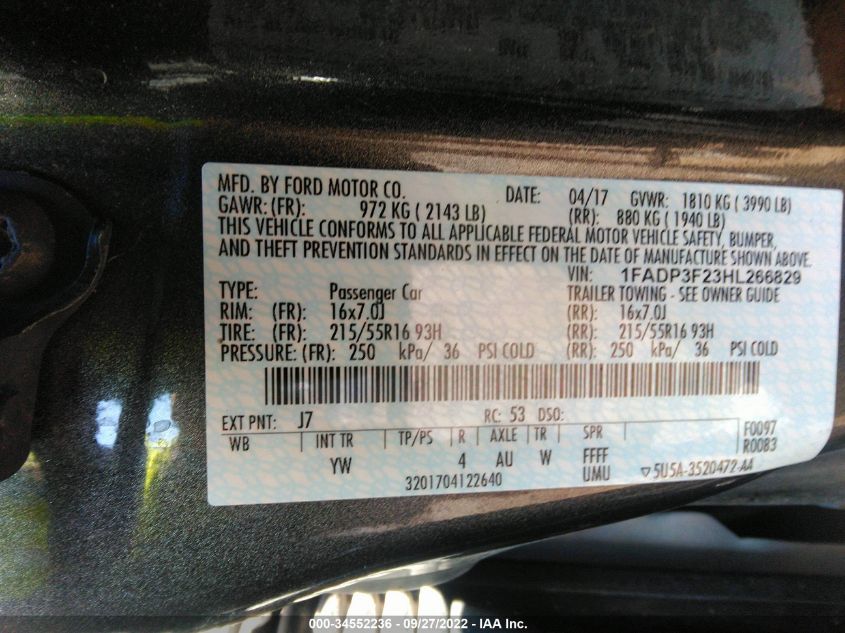 MFD. BY FORD MOTOR CO. DATE: 04/17 GVWR: 1810 KG ( 3990 LB)
GAWR: (FR): 972 KG ( 2143 LB) (RR): 880 KG ( 1940 LB)
THIS VEHICLE CONFORMS TO ALL APPLICABLE FEDERAL MOTOR VEHICLE SAFETY, BUMPER,
AND THEFT PREVENTION STANDARDS IN EFFECT ON THE DATE OF MANUFACTURE SHOWN ABOVE.
VIN: 1FADP3F23HL266829
TYPE: Passenger Car TRAILER TOWING - SEE OWNER GUIDE
RIM: (FR): 16x7.0J (RR): 16x7.0J
TIRE: (FR): 215/55R16 93H (RR): 215/55R16 93H
PRESSURE: (FR): 250 kPa/ 36 PSI COLD (RR): 250 kPa/ 36 PSI COLD
EXT PNT: J7 RC: 53 DSO:
WB INT TR TP/PS R AXLE TR SPR F0097
YW 4 AU W FFFF R0083
3201704122640 UMU ▽5U5A-3520472-AA
100% - 34552236 - 09/27/2022 - IAA Inc.